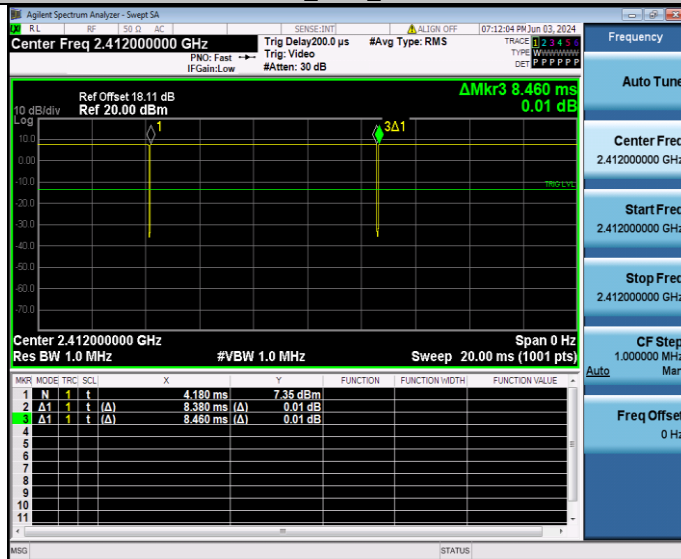 Agilent Spectrum Analyzer - Swept SA
RL RF 50 Ω AC SENSE:INT ALIGN OFF 07:12:04 PM Jun 03, 2024
Center Freq 2.412000000 GHz
PNO: Fast
IFGain:Low
Trig Delay200.0 µs
Trig: Video
#Atten: 30 dB
#Avg Type: RMS
TRACE 1 2 3 4 5 6
TYPE WWWWWW
DET P P P P P P
ΔMkr3 8.460 ms
0.01 dB
Ref Offset 18.11 dB
10 dB/div Ref 20.00 dBm
Log
1
3Δ1
10.0
0.00
-10.0
TRIG LVL
-20.0
-30.0
-40.0
-50.0
-60.0
-70.0
Center 2.412000000 GHz Span 0 Hz
Res BW 1.0 MHz #VBW 1.0 MHz Sweep 20.00 ms (1001 pts)
MKR MODE TRC SCL X Y FUNCTION FUNCTION WIDTH FUNCTION VALUE
1 N 1 t 4.180 ms 7.35 dBm
2 Δ1 1 t (Δ) 8.380 ms (Δ) 0.01 dB
3 Δ1 1 t (Δ) 8.460 ms (Δ) 0.01 dB
4
5
6
7
8
9
10
11
MSG STATUS
Frequency
Auto Tune
Center Freq
2.412000000 GHz
Start Freq
2.412000000 GHz
Stop Freq
2.412000000 GHz
CF Step
1.000000 MHz
Auto Man
Freq Offset
0 Hz